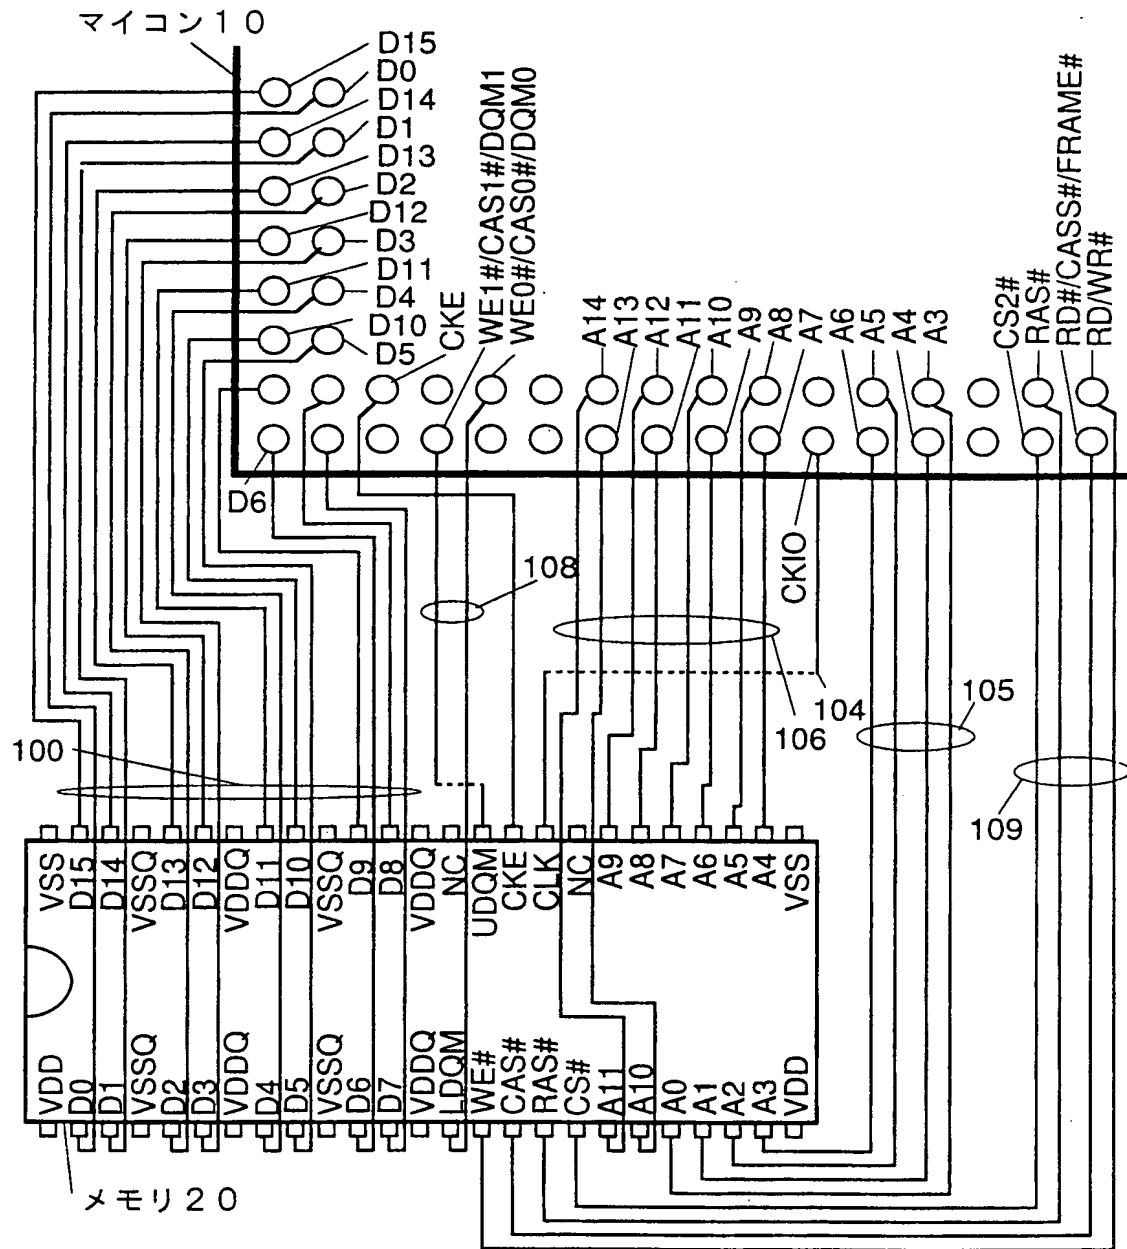 マイコン10
D15
D0
D14
D1
D13
D2
D12
D3
D11
D4
D10
D5
CKE
WE1#/CAS1#/DQM1
WE0#/CAS0#/DQM0
A14
A13
A12
A11
A10
A9
A8
A7
A6
A5
A4
A3
CS2#
RAS#
RD#/CASS#/FRAME#
RD/WR#
D6
CKIO
108
106
104
105
109
100
VSS
D15
D14
VSSQ
D13
D12
VDDQ
D11
D10
VSSQ
D9
D8
VDDQ
NC
UDQM
CKE
CLK
NC
A9
A8
A7
A6
A5
A4
VSS
VDD
D0
D1
VSSQ
D2
D3
VDDQ
D4
D5
VSSQ
D6
D7
VDDQ
LDQM
WE#
CAS#
RAS#
CS#
A11
A10
A0
A1
A2
A3
VDD
メモリ20